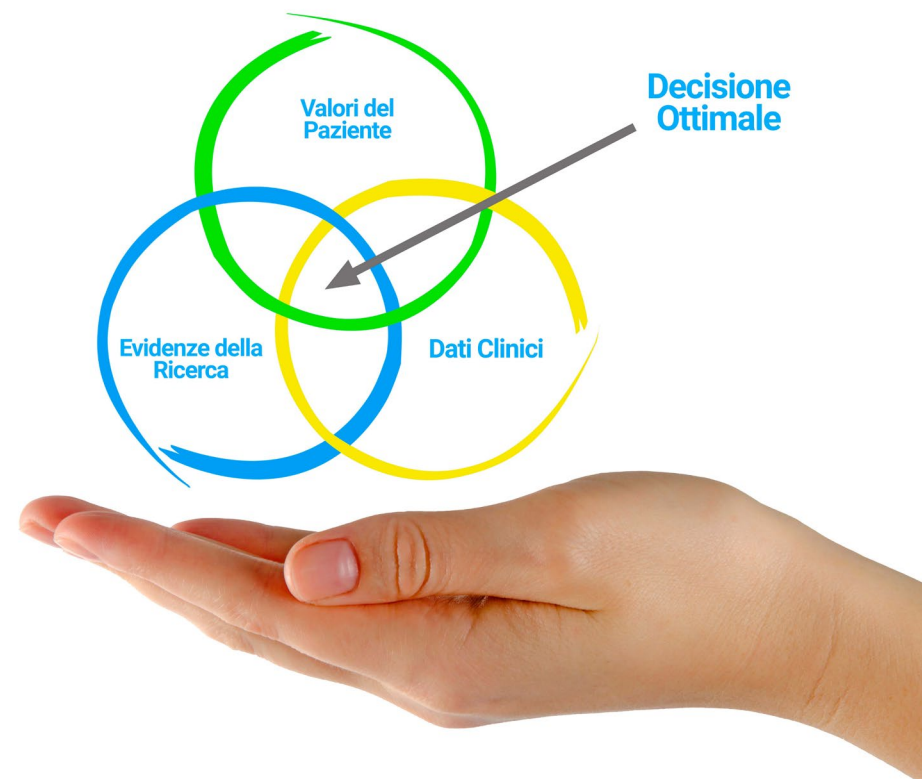 Valori del
Paziente
Decisione
Ottimale
Evidenze della
Ricerca
Dati Clinici